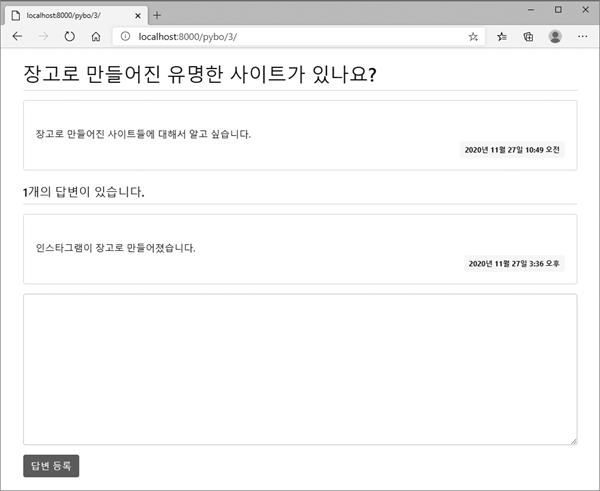 localhost:8000/pybo/3/
localhost:8000/pybo/3/
장고로 만들어진 유명한 사이트가 있나요?
장고로 만들어진 사이트들에 대해서 알고 싶습니다.
2020년 11월 27일 10:49 오전
1개의 답변이 있습니다.
인스타그램이 장고로 만들어졌습니다.
2020년 11월 27일 3:36 오후
답변 등록